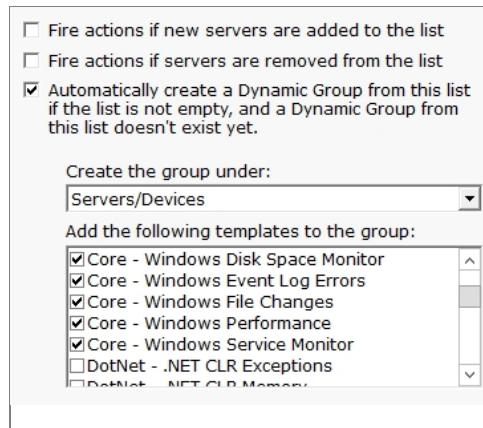 Fire actions if new servers are added to the list
Fire actions if servers are removed from the list
Automatically create a Dynamic Group from this list
if the list is not empty, and a Dynamic Group from
this list doesn't exist yet.
Create the group under:
Servers/Devices
Add the following templates to the group:
Core - Windows Disk Space Monitor
Core - Windows Event Log Errors
Core - Windows File Changes
Core - Windows Performance
Core - Windows Service Monitor
DotNet - .NET CLR Exceptions
DotNet - .NET CLR Memory